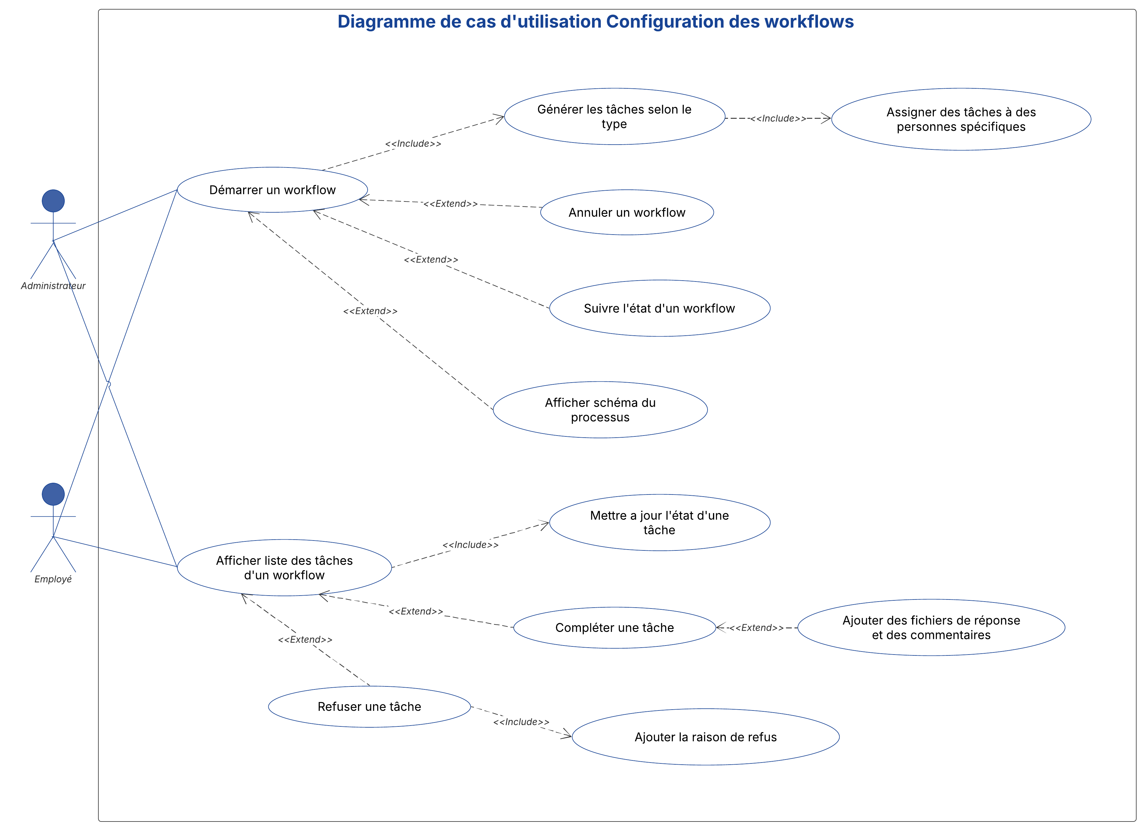 Diagramme de cas d'utilisation Configuration des workflows
Générer les tâches selon le
type
<<Include>>
Assigner des tâches à des
personnes spécifiques
<<Include>>
Démarrer un workflow
<<Extend>>
Annuler un workflow
Administrateur
<<Extend>>
Suivre l'état d'un workflow
<<Extend>>
Afficher schéma du
processus
Mettre a jour l'état d'une
tâche
<<Include>>
Employé
Afficher liste des tâches
d'un workflow
<<Extend>>
Compléter une tâche
<<Extend>>
Ajouter des fichiers de réponse
et des commentaires
<<Extend>>
Refuser une tâche
<<Include>>
Ajouter la raison de refus